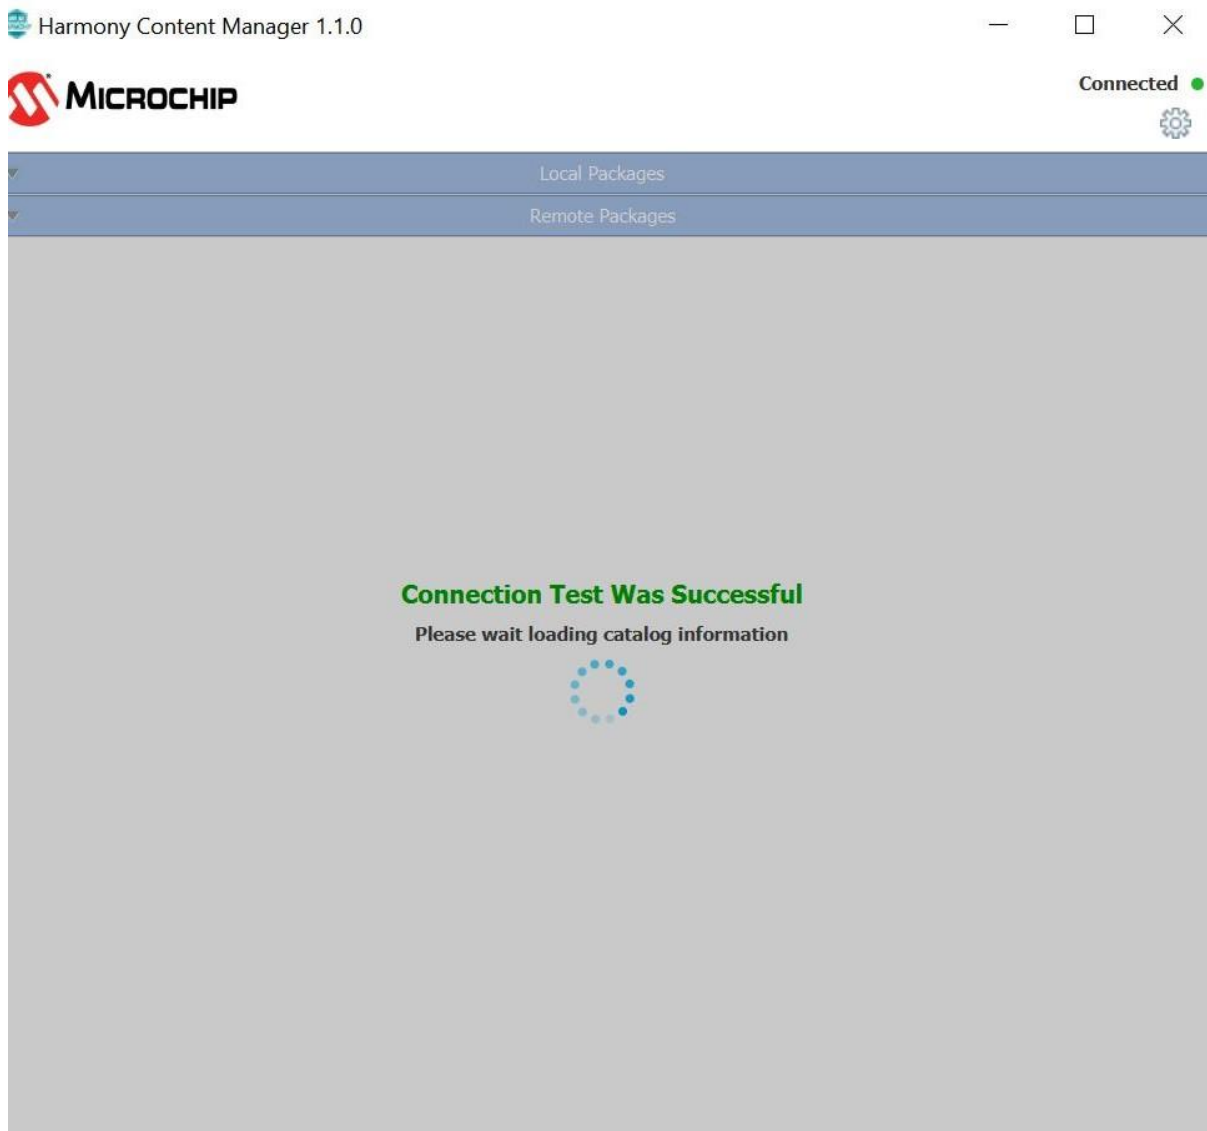 Harmony Content Manager 1.1.0
MICROCHIP
Connected
Local Packages
Remote Packages
Connection Test Was Successful
Please wait loading catalog information